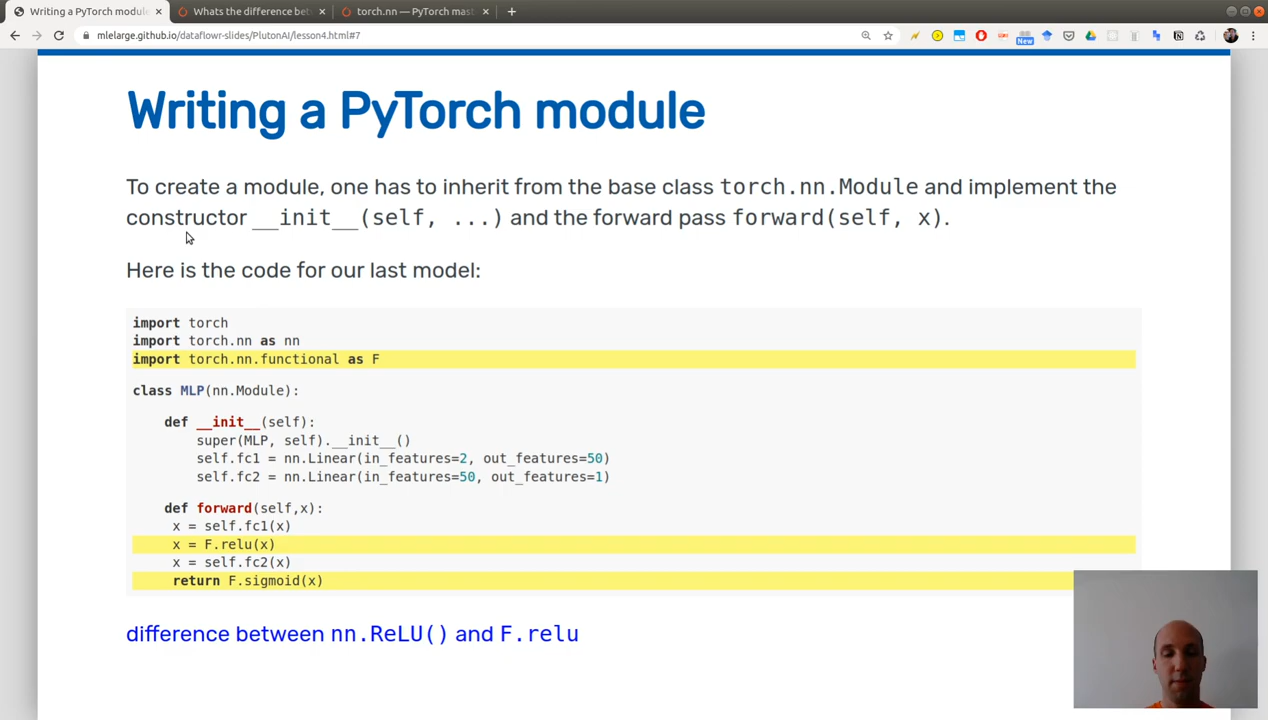 Writing a PyTorch module
Whats the difference bet
torch.nn — PyTorch mast
mlelarge.github.io/dataflowr-slides/PlutonAI/lesson4.html#7
New
Writing a PyTorch module
To create a module, one has to inherit from the base class torch.nn.Module and implement the
constructor __init__(self, ...) and the forward pass forward(self, x).
Here is the code for our last model:
import torch
import torch.nn as nn
import torch.nn.functional as F
class MLP(nn.Module):
def __init__(self):
super(MLP, self).__init__()
self.fc1 = nn.Linear(in_features=2, out_features=50)
self.fc2 = nn.Linear(in_features=50, out_features=1)
def forward(self,x):
x = self.fc1(x)
x = F.relu(x)
x = self.fc2(x)
return F.sigmoid(x)
difference between nn.ReLU() and F.relu